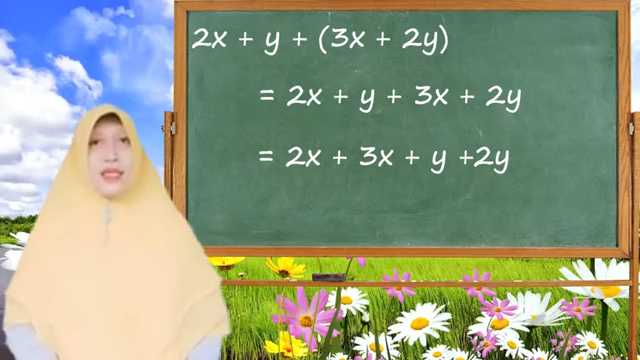 2x + y + (3x + 2y)
= 2x + y + 3x + 2y
= 2x + 3x + y +2y